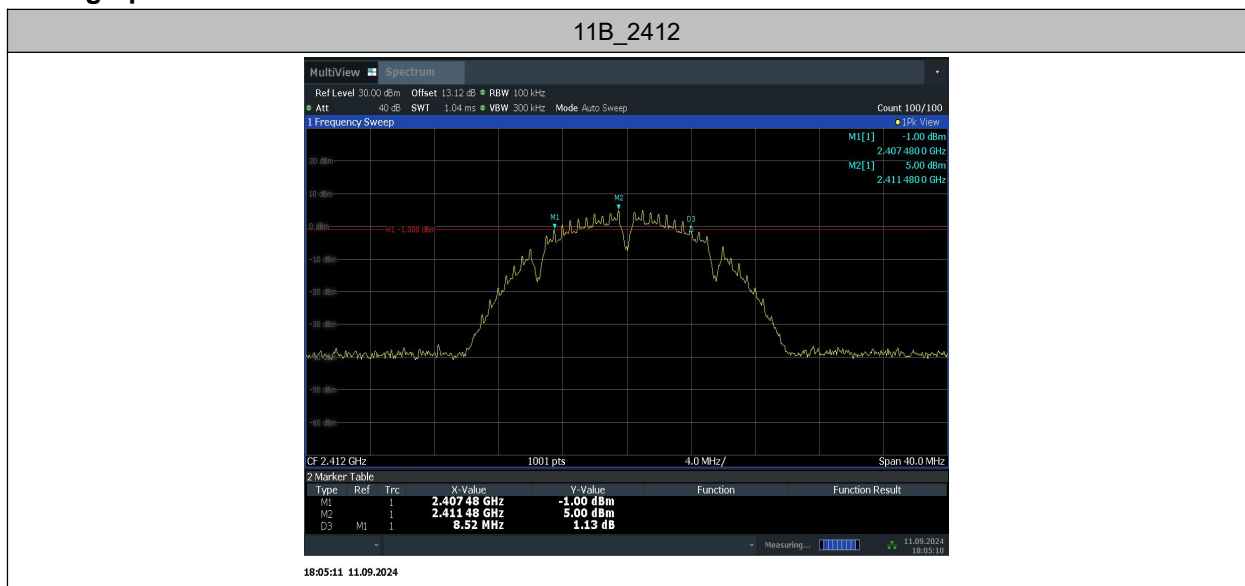 11B_2412
MultiView Spectrum
Ref Level 30.00 dBm Offset 13.12 dB RBW 100 kHz
Att 40 dB SWT 1.04 ms VBW 300 kHz Mode Auto Sweep Count 100/100
1 Frequency Sweep 1Pk View
M1[1] -1.00 dBm
2.407 480 0 GHz
M2[1] 5.00 dBm
2.411 480 0 GHz
20 dBm
10 dBm
M2
M1
D3
0 dBm
H1 -1.000 dBm
-10 dBm
-20 dBm
-30 dBm
-50 dBm
-60 dBm
CF 2.412 GHz 1001 pts 4.0 MHz/ Span 40.0 MHz
2 Marker Table
Type Ref Trc X-Value Y-Value Function Function Result
M1 1 2.407 48 GHz -1.00 dBm
M2 1 2.411 48 GHz 5.00 dBm
D3 M1 1 8.52 MHz 1.13 dB
Measuring... 11.09.2024
18:05:10
18:05:11 11.09.2024